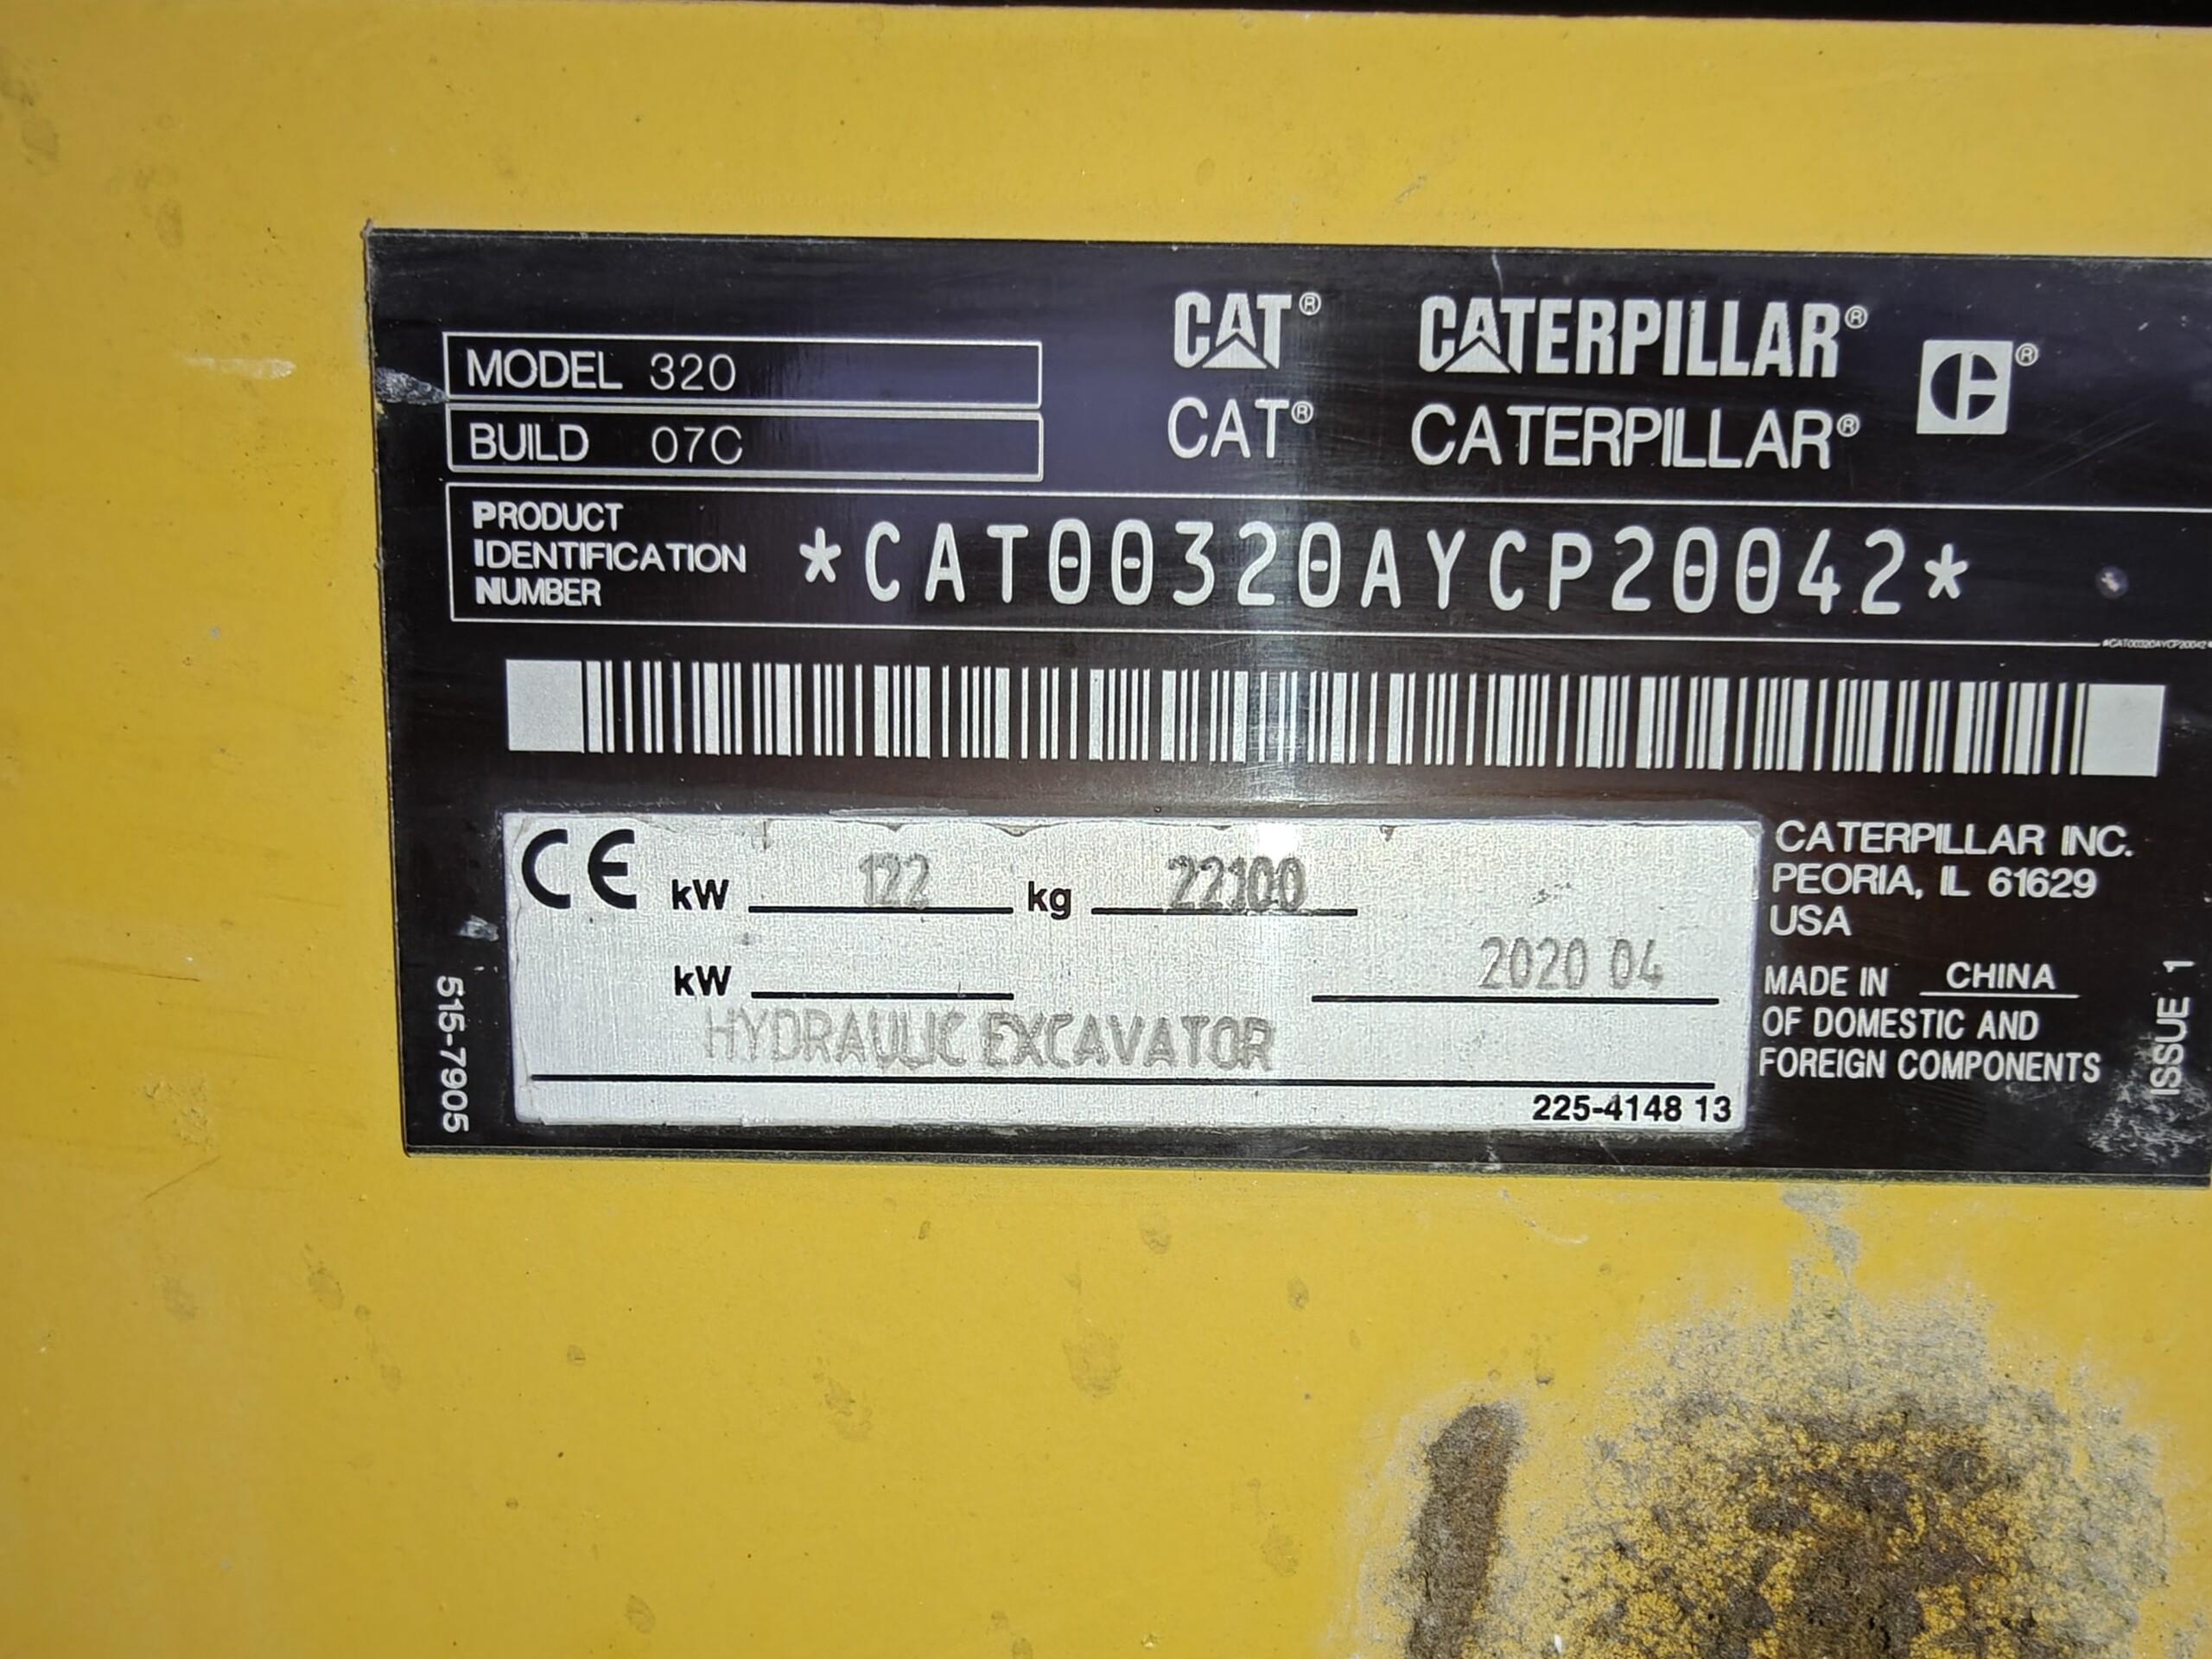 MODEL 320
BUILD 07C
CAT® CATERPILLAR®
CAT® CATERPILLAR®
PRODUCT
IDENTIFICATION
NUMBER
*CAT00320AYCP20042*
*CAT00320AYCP20042*
CE kW 122 kg 22100
kW 2020 04
HYDRAULIC EXCAVATOR
225-4148 13
CATERPILLAR INC.
PEORIA, IL 61629
USA
MADE IN CHINA
OF DOMESTIC AND
FOREIGN COMPONENTS
515-7905
ISSUE 1